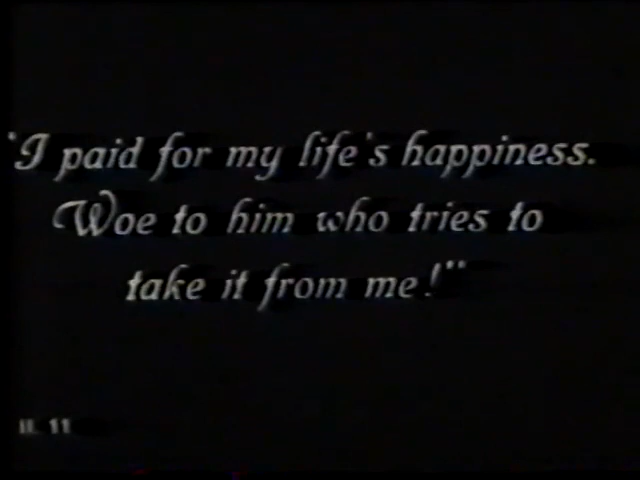 "I paid for my life's happiness.
Woe to him who tries to
take it from me!"
II. 11